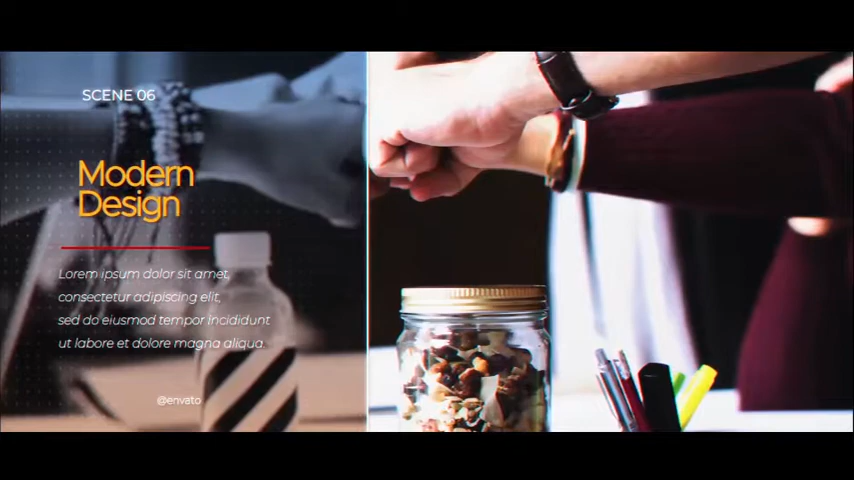 SCENE 06
Modern
Design
Lorem ipsum dolor sit amet,
consectetur adipiscing elit,
sed do eiusmod tempor incididunt
ut labore et dolore magna aliqua.
@envato